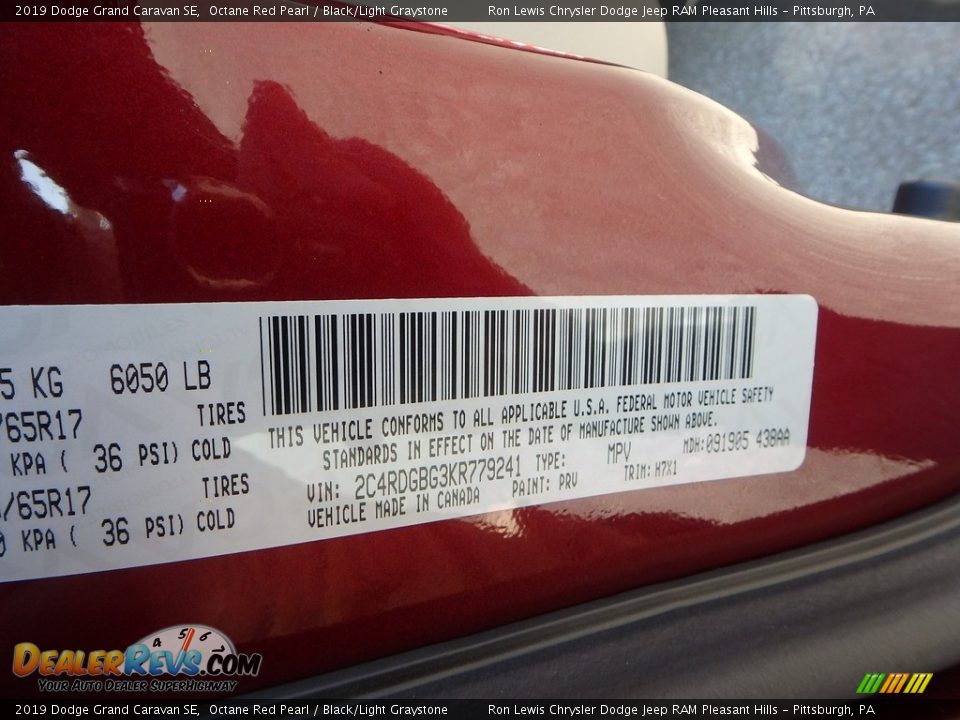 2019 Dodge Grand Caravan SE, Octane Red Pearl / Black/Light Graystone Ron Lewis Chrysler Dodge Jeep RAM Pleasant Hills – Pittsburgh, PA
5 KG 6050 LB
/65R17 TIRES
KPA ( 36 PSI) COLD
/65R17 TIRES
0 KPA ( 36 PSI) COLD
THIS VEHICLE CONFORMS TO ALL APPLICABLE U.S.A. FEDERAL MOTOR VEHICLE SAFETY
STANDARDS IN EFFECT ON THE DATE OF MANUFACTURE SHOWN ABOVE.
VIN: 2C4RDGBG3KR779241 TYPE: MPV MDH:091905 438AA
VEHICLE MADE IN CANADA PAINT: PRV TRIM: H7X1
4 5 6
DealerRevs.com
Your Auto Dealer SuperHighway
2019 Dodge Grand Caravan SE, Octane Red Pearl / Black/Light Graystone Ron Lewis Chrysler Dodge Jeep RAM Pleasant Hills – Pittsburgh, PA